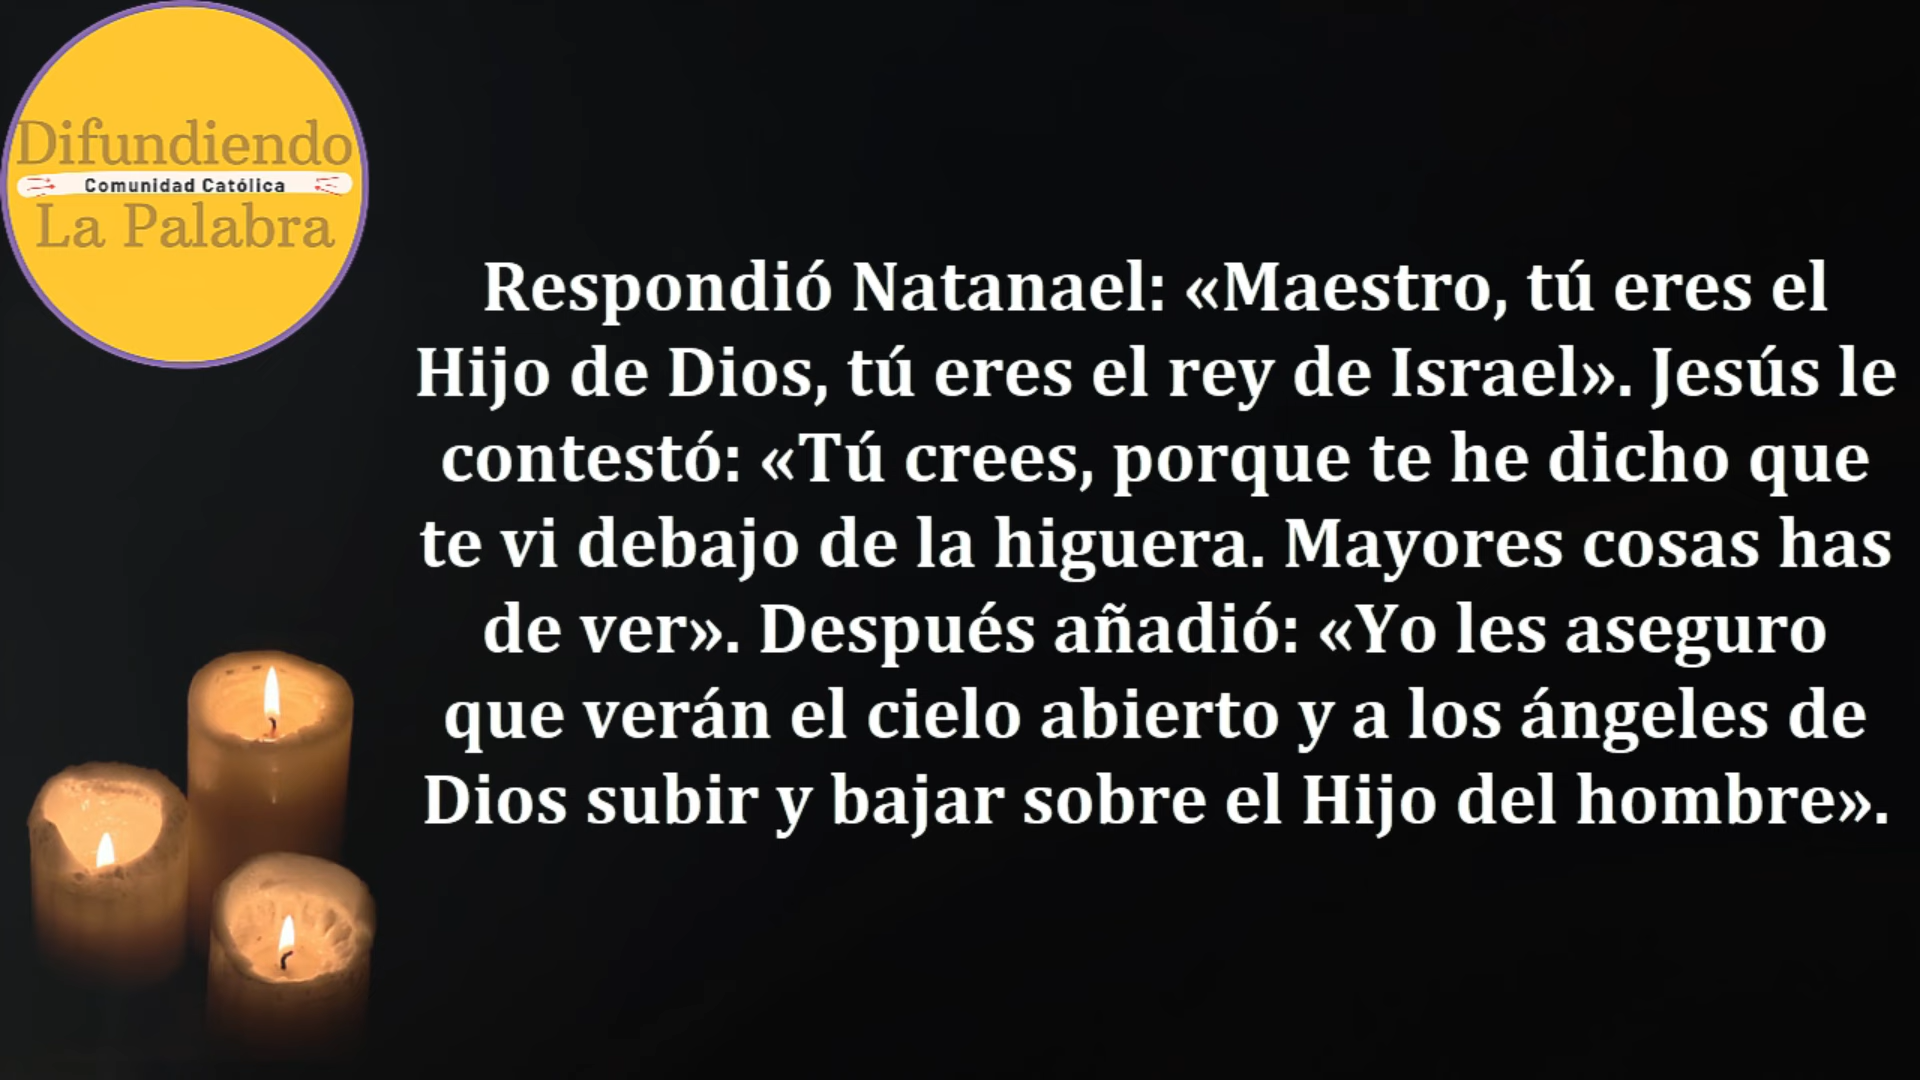 Difundiendo
Comunidad Católica
La Palabra
Respondió Natanael: «Maestro, tú eres el
Hijo de Dios, tú eres el rey de Israel». Jesús le
contestó: «Tú crees, porque te he dicho que
te vi debajo de la higuera. Mayores cosas has
de ver». Después añadió: «Yo les aseguro
que verán el cielo abierto y a los ángeles de
Dios subir y bajar sobre el Hijo del hombre».